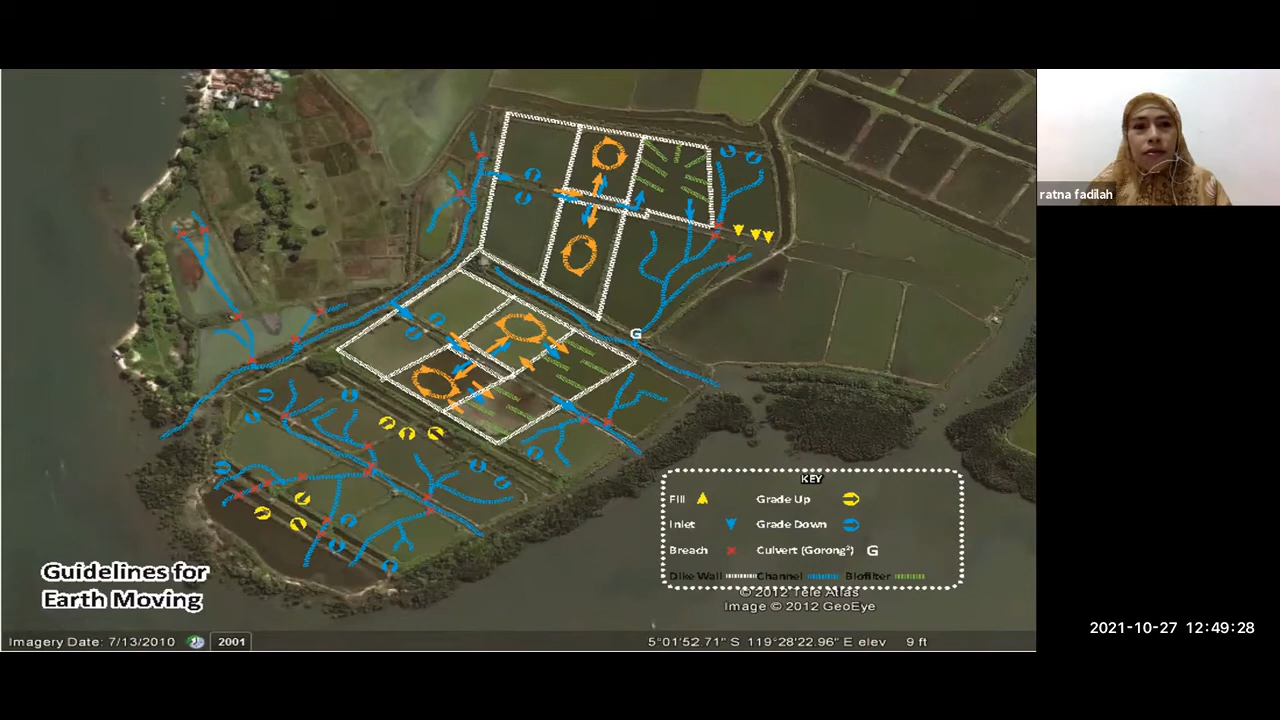 ratna fadilah
G
KEY
Fill Grade Up
Inlet Grade Down
Breach Culvert (Gorong²) G
Dike Wall Channel Biofilter
Guidelines for
Earth Moving
© 2012 Tele Atlas
Image © 2012 GeoEye
Imagery Date: 7/13/2010 2001 5°01'52.71" S 119°28'22.96" E elev 9 ft
2021-10-27 12:49:28